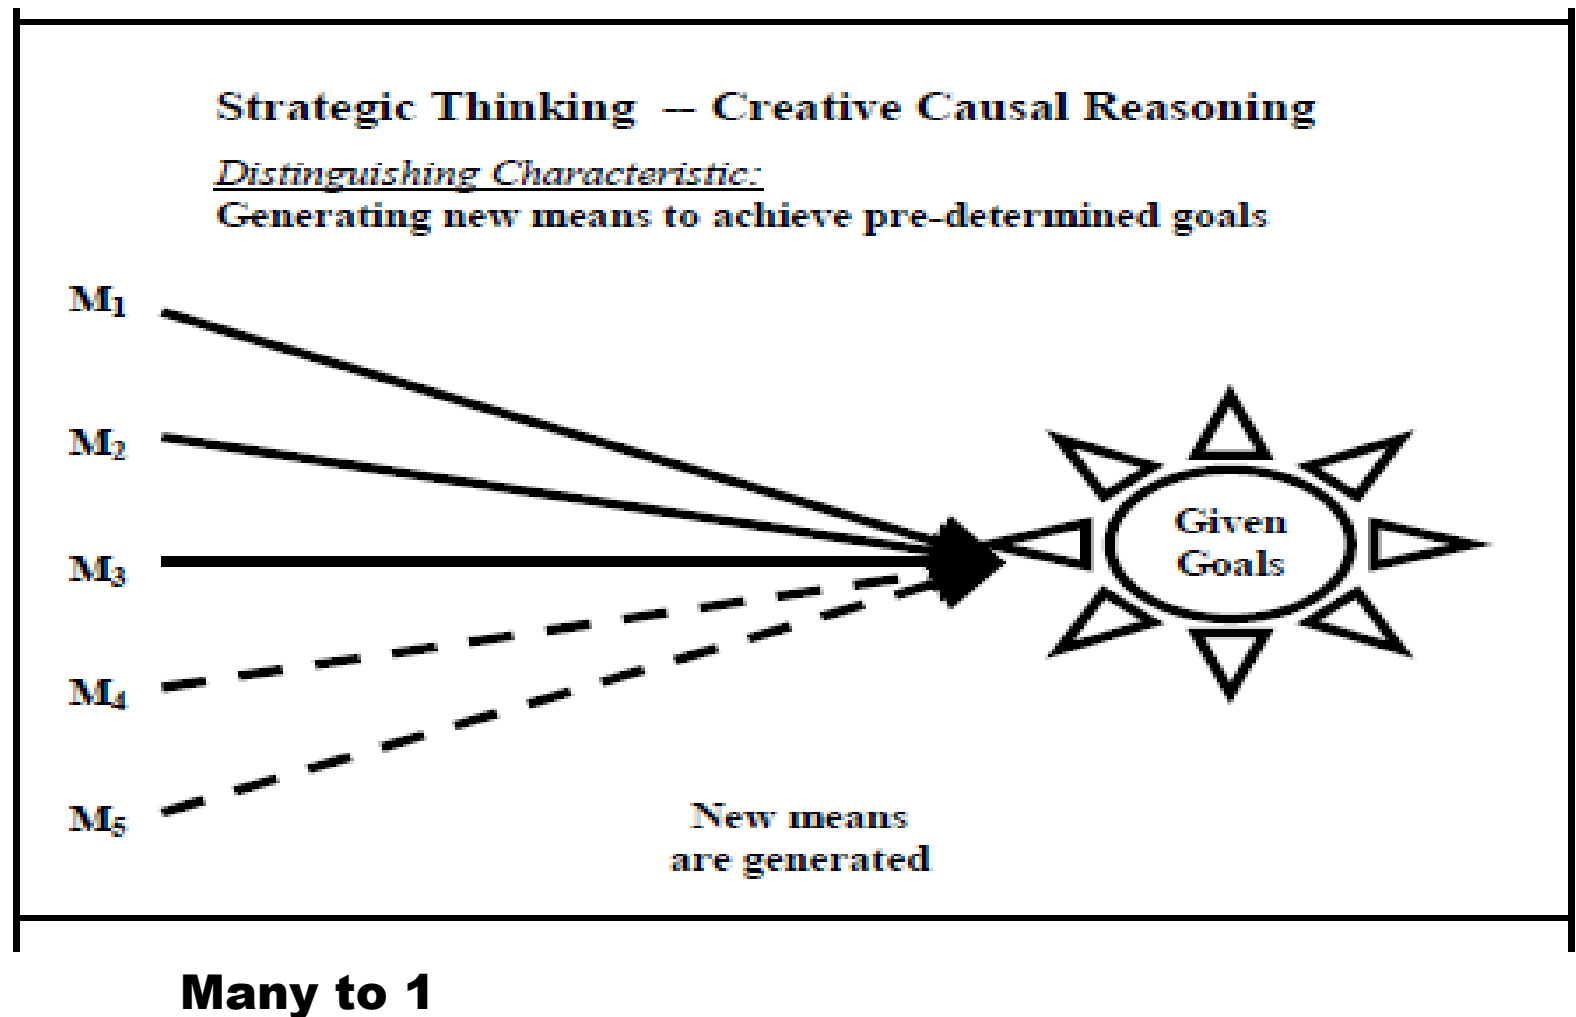 Strategic Thinking -- Creative Causal Reasoning
Distinguishing Characteristic:
Generating new means to achieve pre-determined goals
M1
M2
M3
M4
M5
Given
Goals
New means
are generated
Many to 1